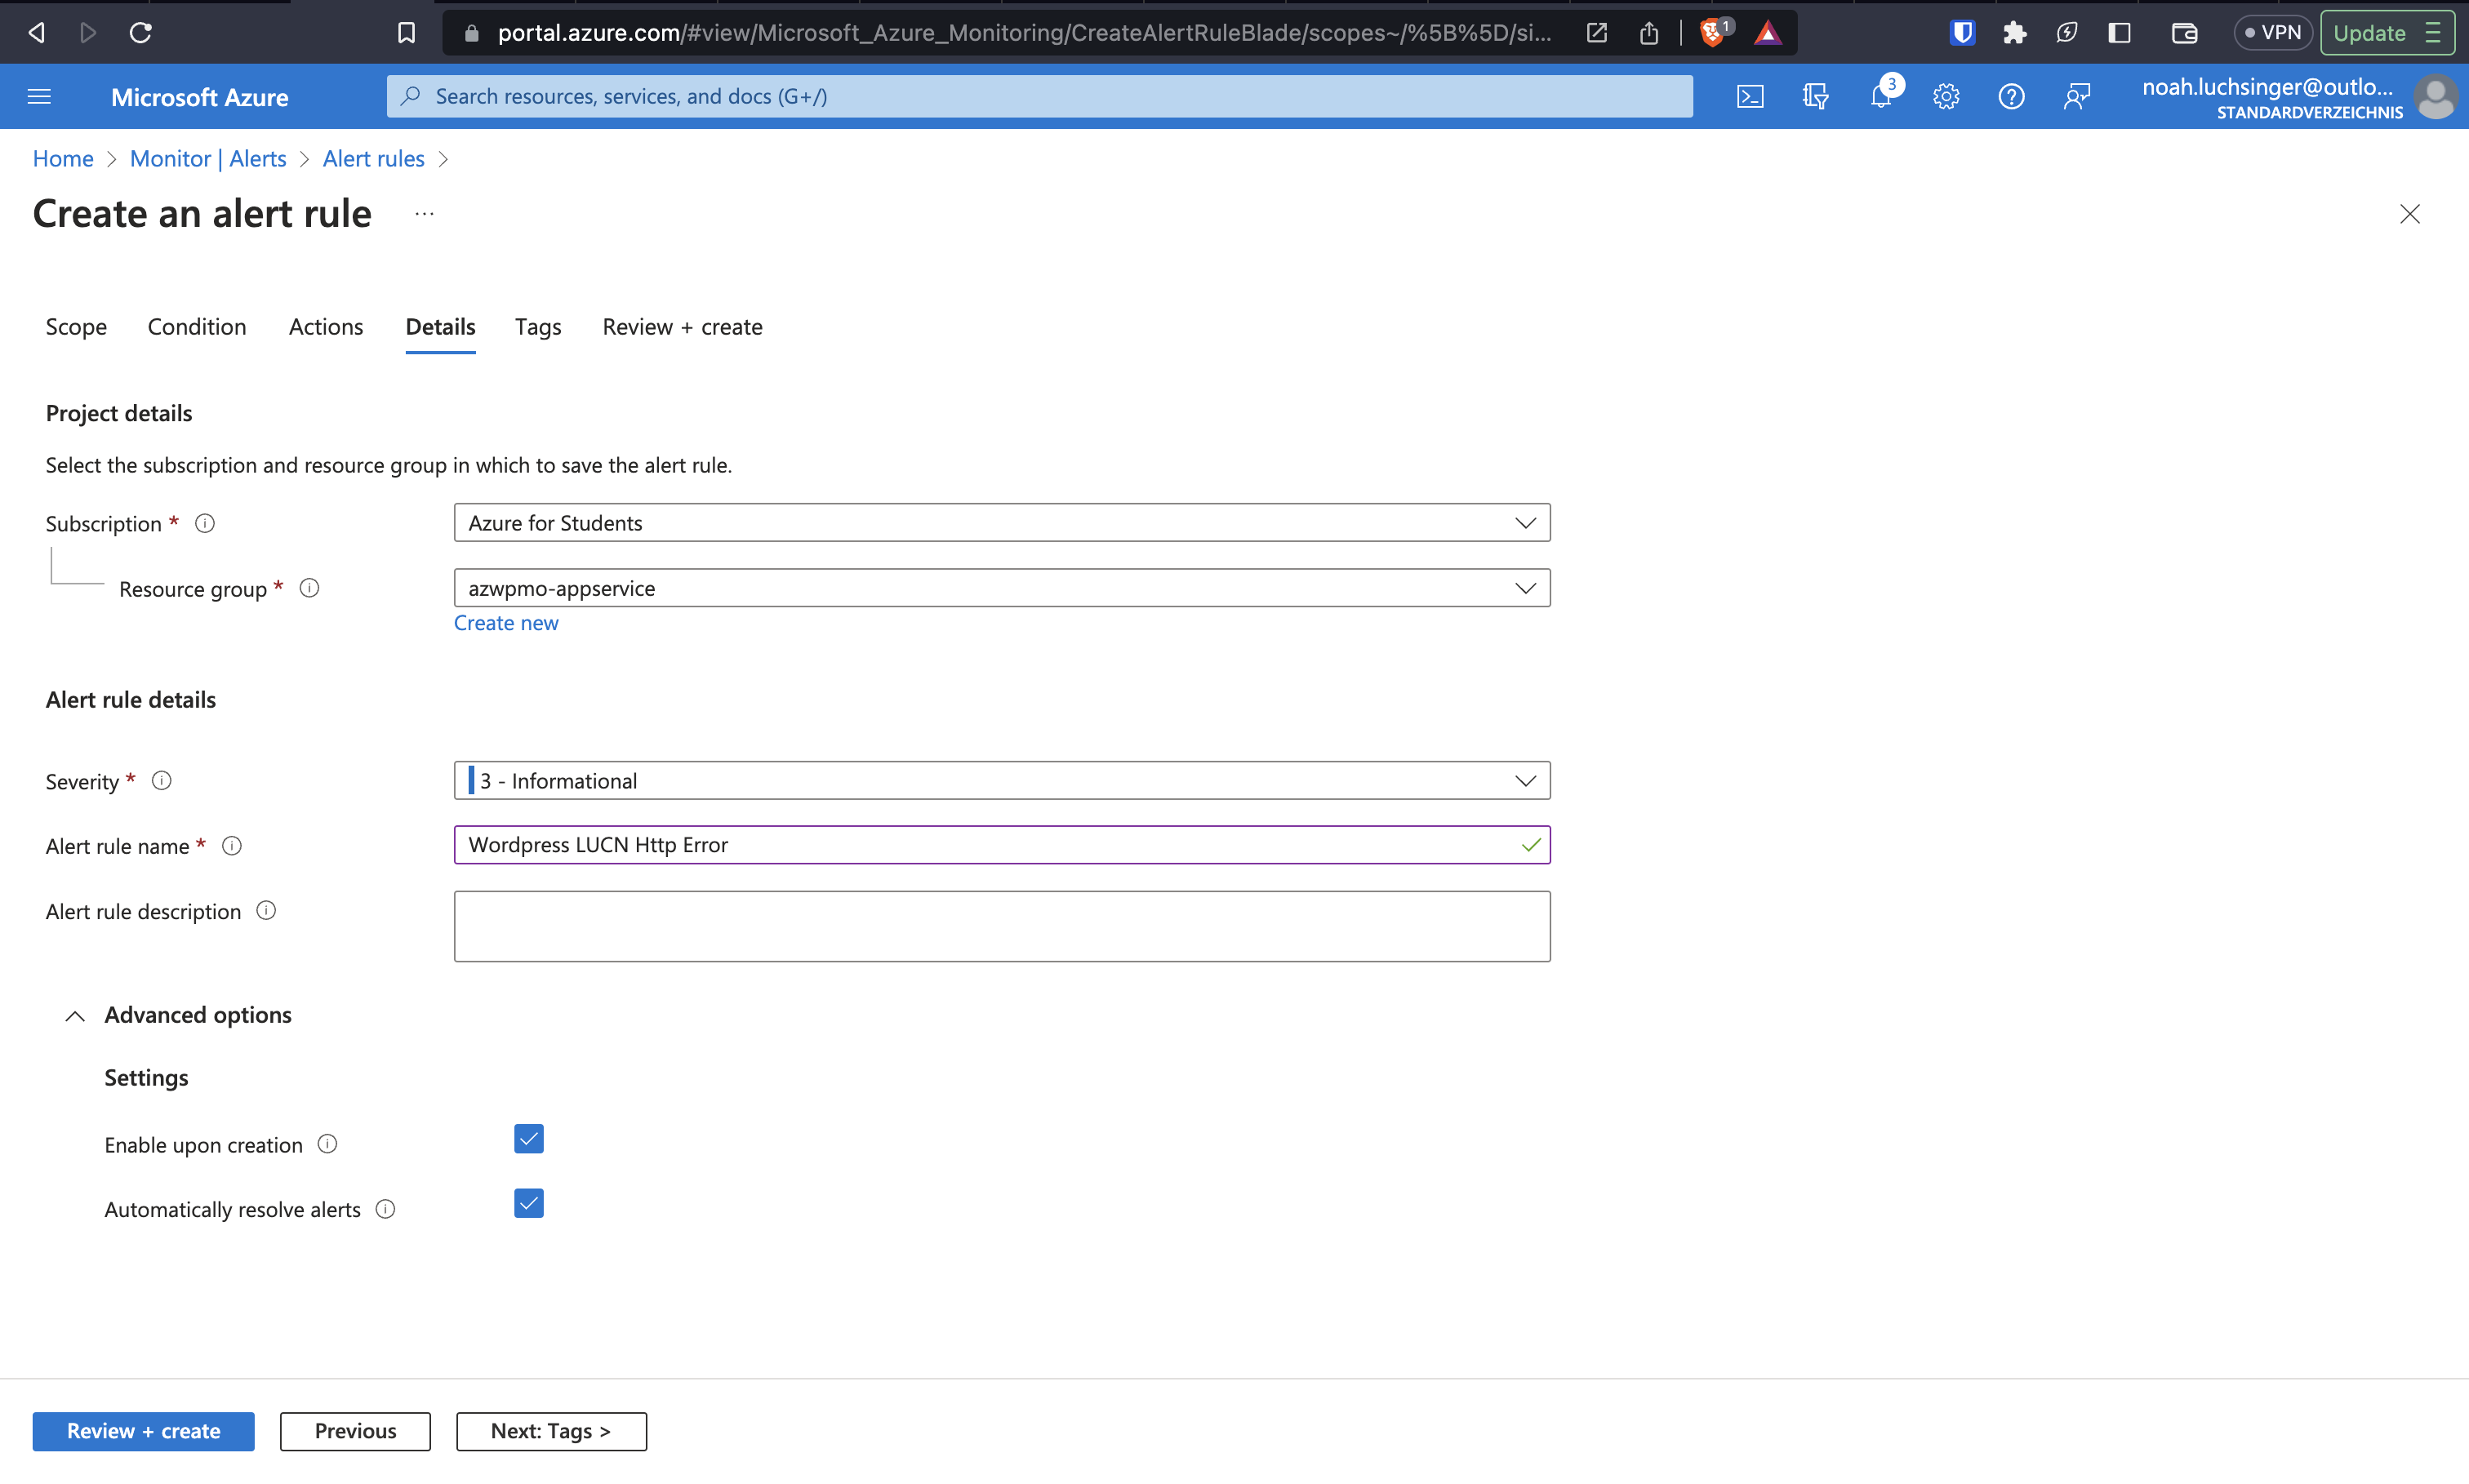 portal.azure.com/#view/Microsoft_Azure_Monitoring/CreateAlertRuleBlade/scopes~/%5B%5D/si...
1
VPN
Update
Microsoft Azure
Search resources, services, and docs (G+/)
3
noah.luchsinger@outlo...
STANDARDVERZEICHNIS
Home > Monitor | Alerts > Alert rules >
Create an alert rule ...
Scope
Condition
Actions
Details
Tags
Review + create
Project details
Select the subscription and resource group in which to save the alert rule.
Subscription *
Azure for Students
Resource group *
azwpmo-appservice
Create new
Alert rule details
Severity *
3 - Informational
Alert rule name *
Wordpress LUCN Http Error
Alert rule description
Advanced options
Settings
Enable upon creation
Automatically resolve alerts
Review + create
Previous
Next: Tags >